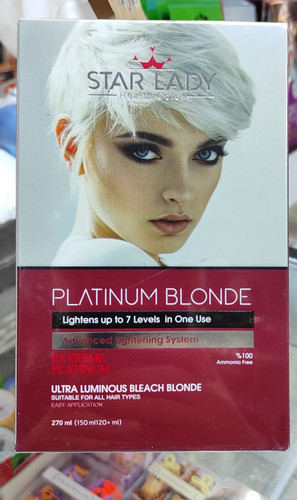 STAR LADY
PLATINUM BLONDE
Lightens up to 7 Levels in One Use
Advanced Lightening System
EXTREME
PLATINUM
%100
Ammonia Free
ULTRA LUMINOUS BLEACH BLONDE
SUITABLE FOR ALL HAIR TYPES
EASY APPLICATION
270 ml (150 ml120+ ml)